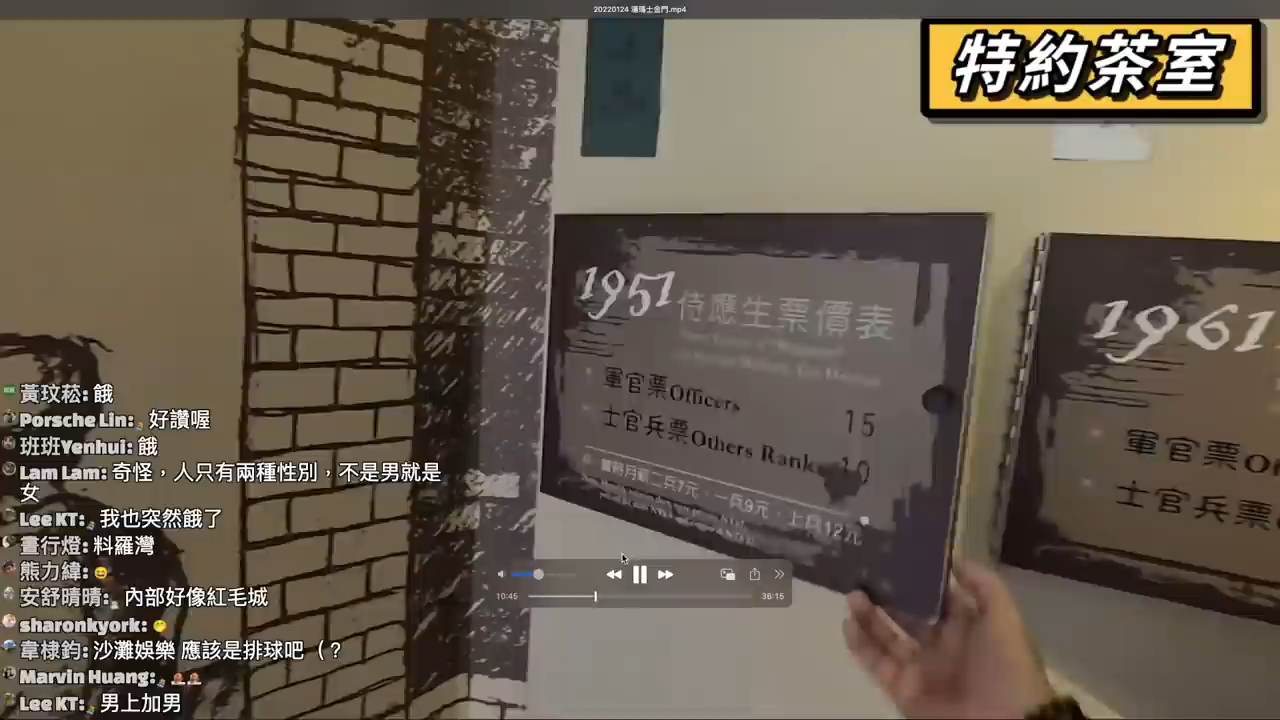 20220124 潘瑪士金門.mp4
特約茶室
1951 侍應生票價表
軍官票Officers 15
士官兵票Others Ranks 10
當時月薪二兵7元，一兵9元，上兵12元
1961
軍官票
士官兵票
10:45
36:15
黃玟菘: 餓
Porsche Lin: 好讚喔
班班Yenhui: 餓
Lam Lam: 奇怪，人只有兩種性別，不是男就是
女
Lee KT: 我也突然餓了
晝行燈: 料羅灣
熊力緯: 😄
安舒晴晴: 內部好像紅毛城
sharonkyork: 🤔
韋棣鈞: 沙灘娛樂 應該是排球吧（?
Marvin Huang:
Lee KT: 男上加男